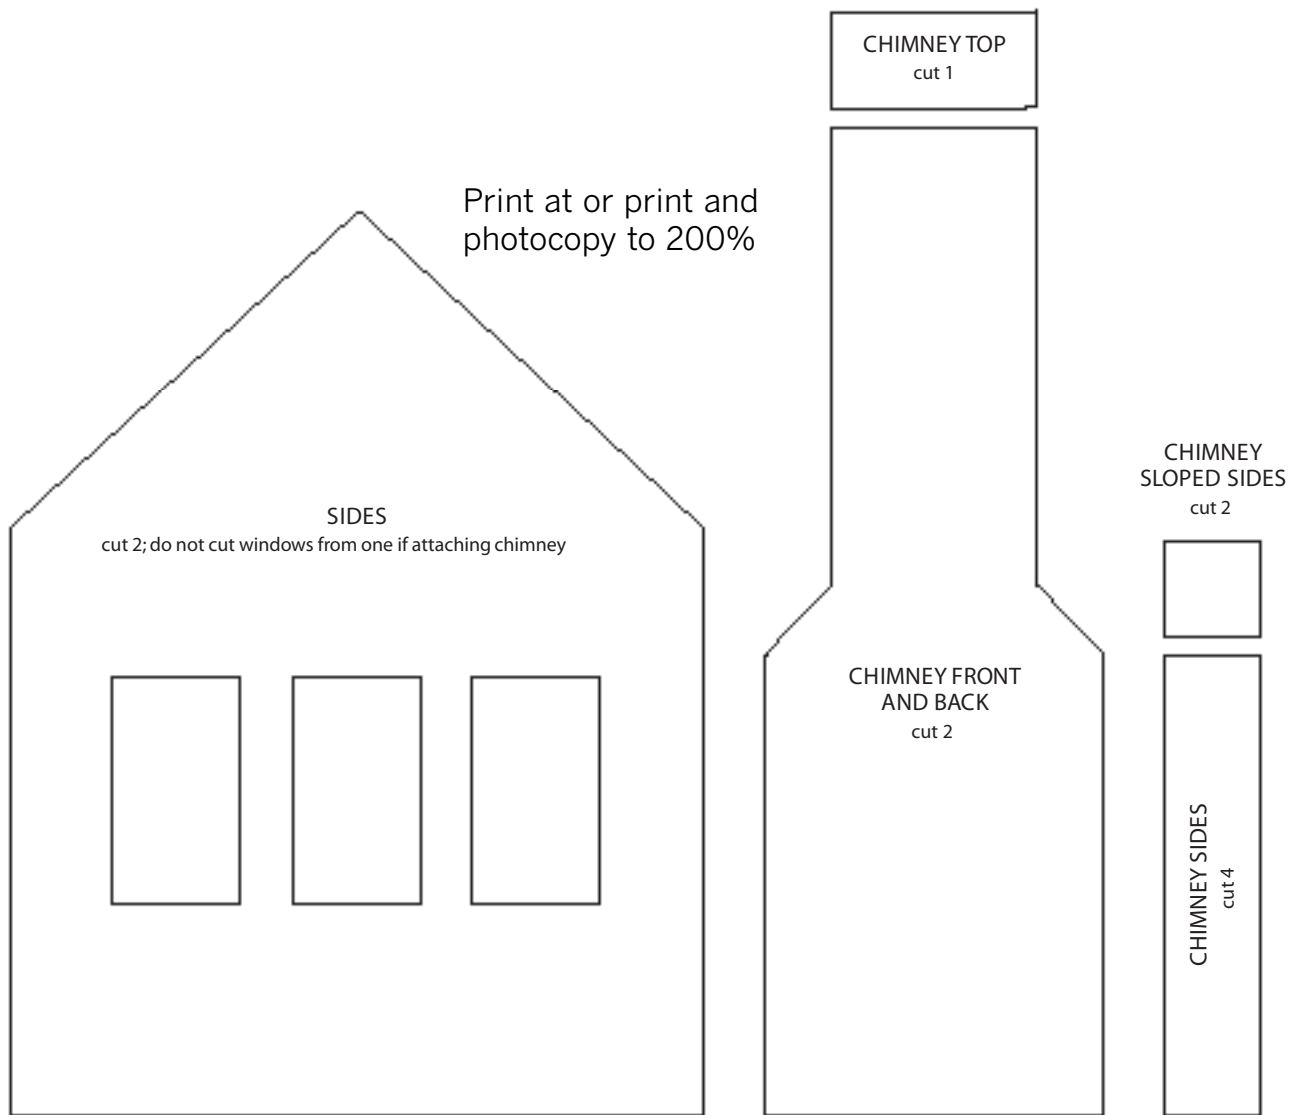 CHIMNEY TOP
cut 1
Print at or print and
photocopy to 200%
SIDES
cut 2; do not cut windows from one if attaching chimney
CHIMNEY FRONT
AND BACK
cut 2
CHIMNEY
SLOPED SIDES
cut 2
CHIMNEY SIDES
cut 4